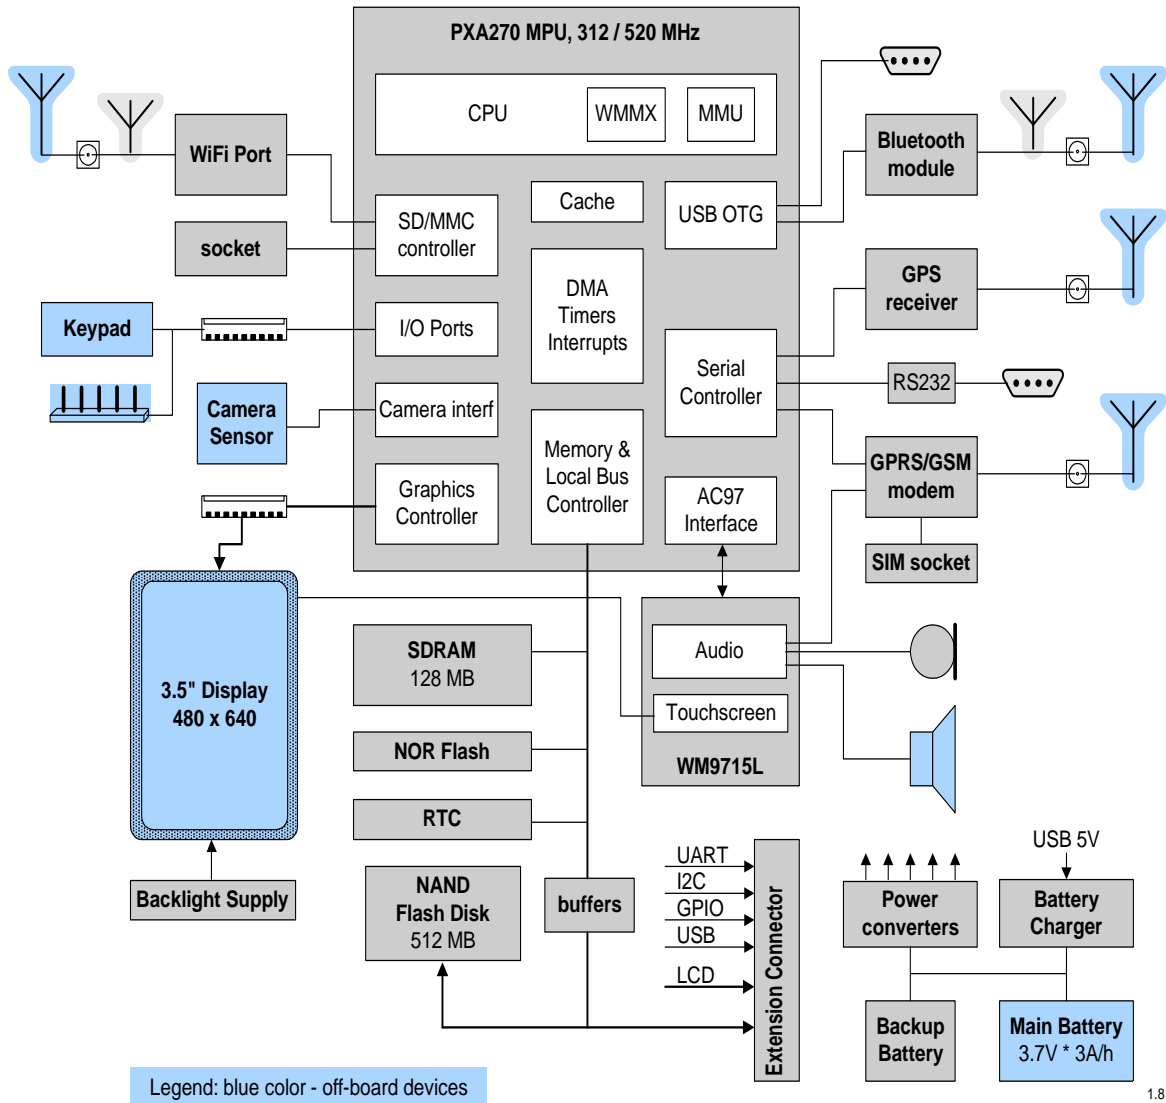 PXA270 MPU, 312 / 520 MHz
CPU
WMMX
MMU
WiFi Port
Bluetooth
module
Cache
USB OTG
SD/MMC
controller
socket
GPS
receiver
DMA
Timers
Interrupts
Keypad
I/O Ports
Serial
Controller
RS232
Camera
Sensor
Camera interf
Memory &
Local Bus
Controller
GPRS/GSM
modem
Graphics
Controller
AC97
Interface
SIM socket
SDRAM
128 MB
Audio
3.5" Display
480 x 640
Touchscreen
NOR Flash
WM9715L
RTC
USB 5V
UART
I2C
GPIO
USB
LCD
Extension Connector
Backlight Supply
NAND
Flash Disk
512 MB
buffers
Power
converters
Battery
Charger
Backup
Battery
Main Battery
3.7V * 3A/h
Legend: blue color - off-board devices
1.8